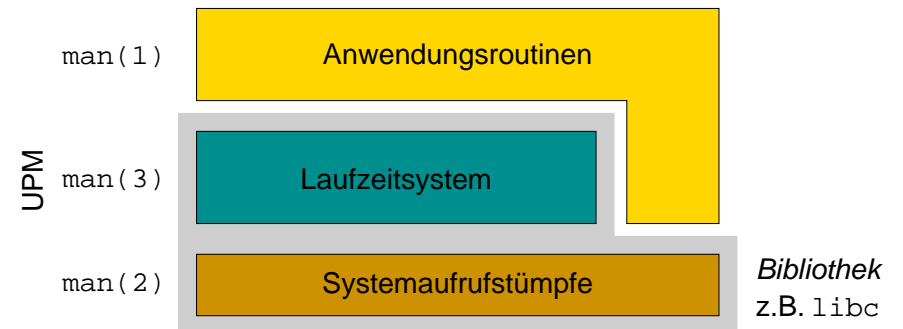 man(1)
Anwendungsroutinen
UPM
man(3)
Laufzeitsystem
man(2)
Systemaufrufstümpfe
Bibliothek
z.B. libc